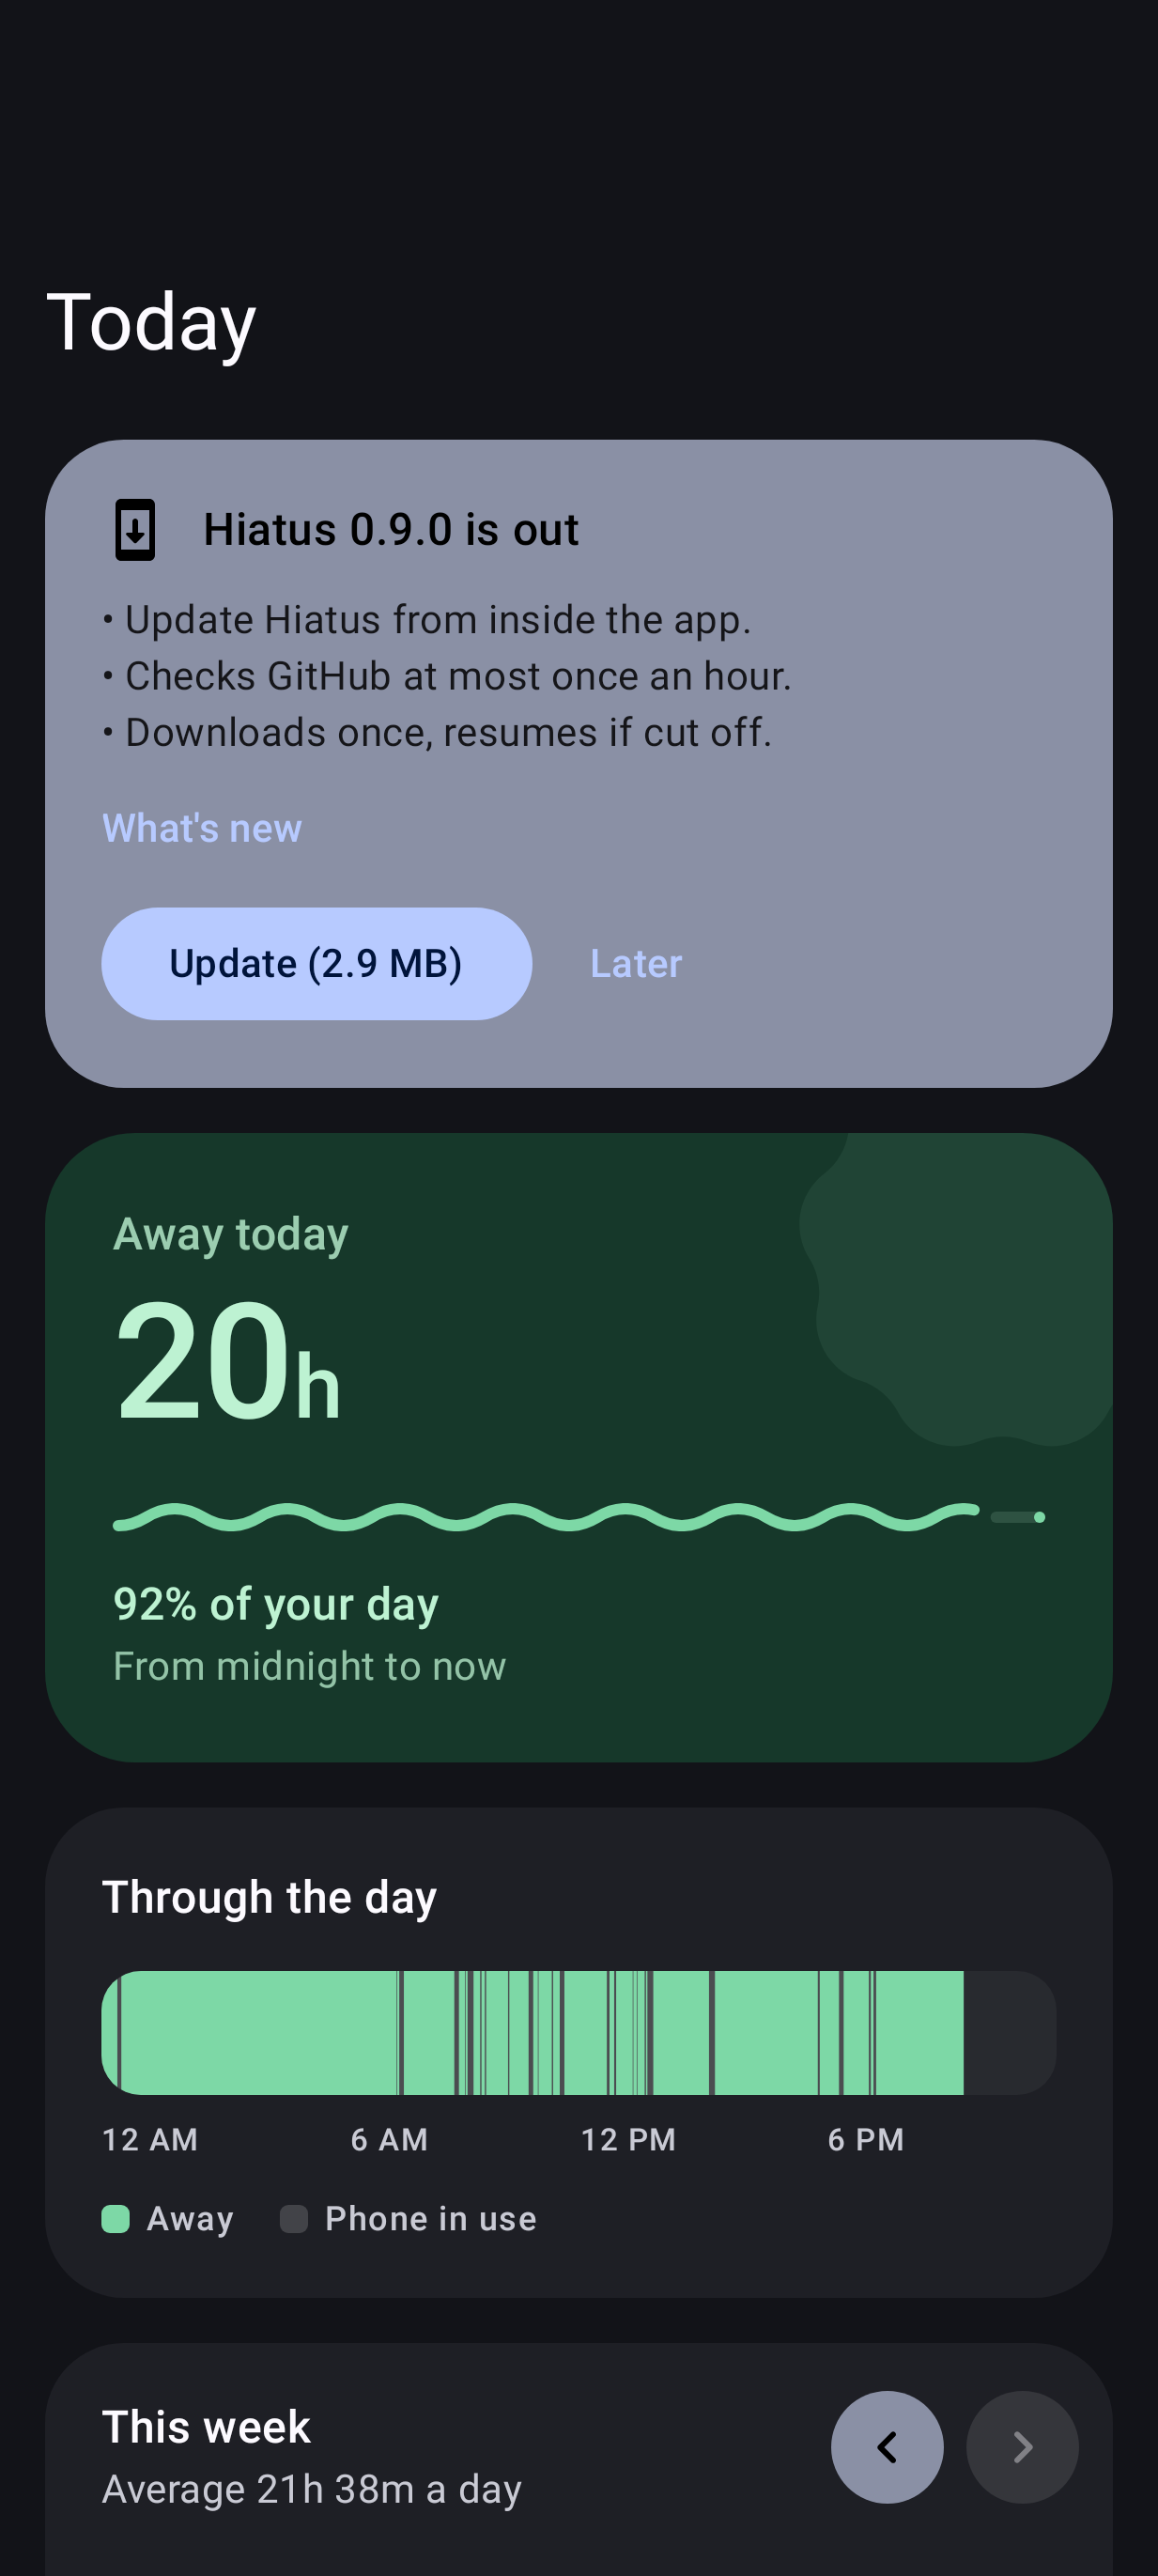 Today
Hiatus 0.9.0 is out
• Update Hiatus from inside the app.
• Checks GitHub at most once an hour.
• Downloads once, resumes if cut off.
What's new
Update (2.9 MB)
Later
Away today
20h
92% of your day
From midnight to now
Through the day
12 AM 6 AM 12 PM 6 PM
Away Phone in use
This week
Average 21h 38m a day